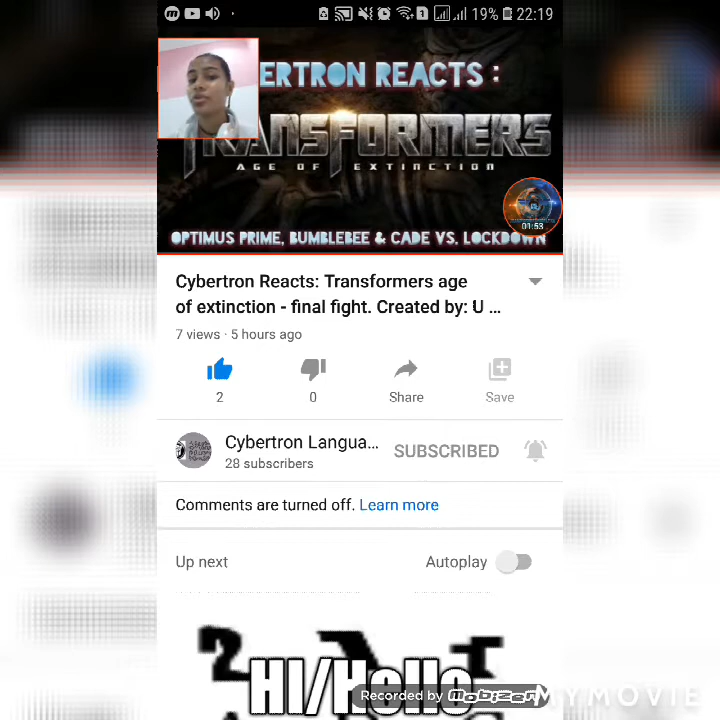 19% 22:19
ERTRON REACTS :
TRANSFORMERS
AGE OF EXTINCTION
01:53
OPTIMUS PRIME, BUMBLEBEE & CADE VS. LOCKDOWN
Cybertron Reacts: Transformers age
of extinction - final fight. Created by: U ...
7 views · 5 hours ago
2 0 Share Save
Cybertron Langua... SUBSCRIBED
28 subscribers
Comments are turned off. Learn more
Up next Autoplay
HI/Hello
Recorded by mobizen
MYMOVIE